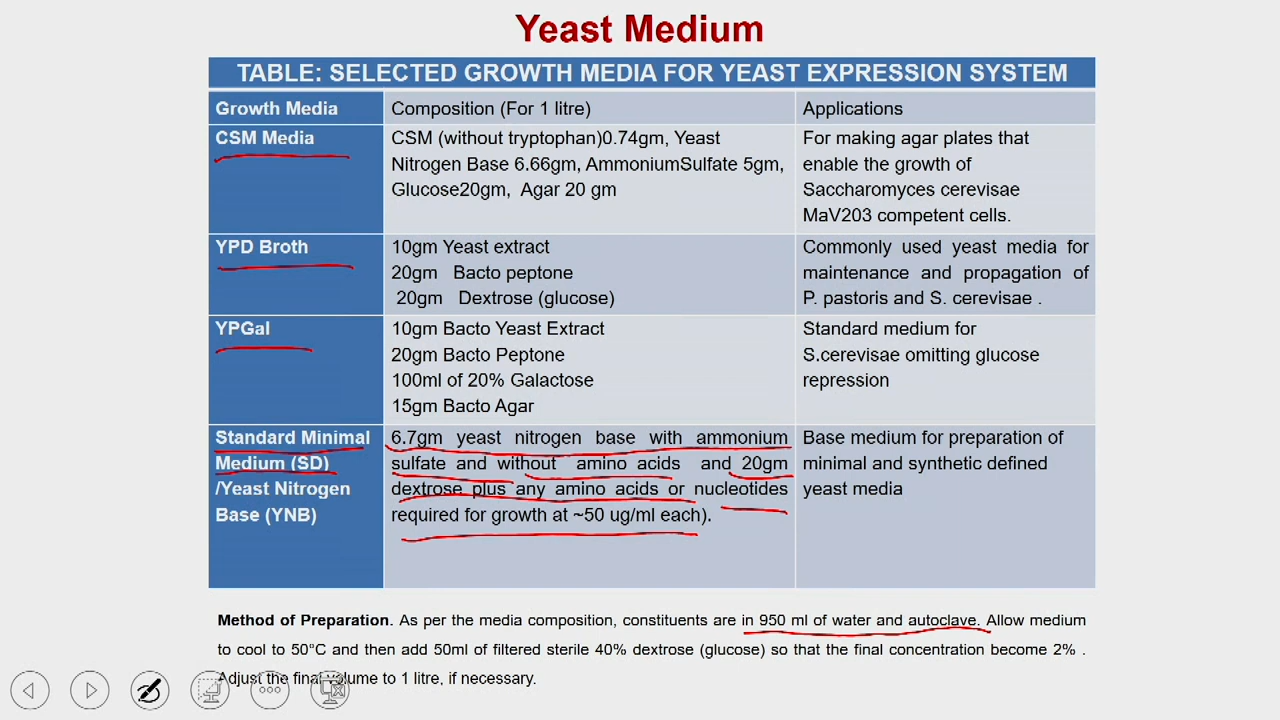 Yeast Medium
TABLE: SELECTED GROWTH MEDIA FOR YEAST EXPRESSION SYSTEM
Growth Media
Composition (For 1 litre)
Applications
CSM Media
CSM (without tryptophan)0.74gm, Yeast
Nitrogen Base 6.66gm, AmmoniumSulfate 5gm,
Glucose20gm, Agar 20 gm
For making agar plates that
enable the growth of
Saccharomyces cerevisae
MaV203 competent cells.
YPD Broth
10gm Yeast extract
20gm Bacto peptone
20gm Dextrose (glucose)
Commonly used yeast media for
maintenance and propagation of
P. pastoris and S. cerevisae .
YPGal
10gm Bacto Yeast Extract
20gm Bacto Peptone
100ml of 20% Galactose
15gm Bacto Agar
Standard medium for
S.cerevisae omitting glucose
repression
Standard Minimal
Medium (SD)
/Yeast Nitrogen
Base (YNB)
6.7gm yeast nitrogen base with ammonium
sulfate and without amino acids and 20gm
dextrose plus any amino acids or nucleotides
required for growth at ~50 ug/ml each).
Base medium for preparation of
minimal and synthetic defined
yeast media
Method of Preparation. As per the media composition, constituents are in 950 ml of water and autoclave. Allow medium
to cool to 50°C and then add 50ml of filtered sterile 40% dextrose (glucose) so that the final concentration become 2% .
Adjust the final volume to 1 litre, if necessary.